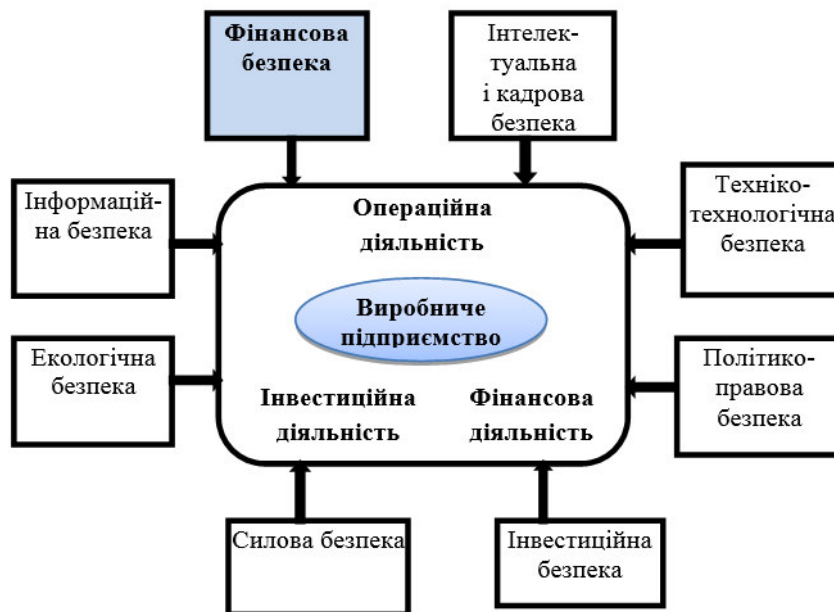 Фінансова
безпека
Інтелек-
туальна
і кадрова
безпека
Інформацій-
на безпека
Операційна
діяльність
Техніко-
технологічна
безпека
Виробниче
підприємство
Екологічна
безпека
Політико-
правова
безпека
Інвестиційна
діяльність
Фінансова
діяльність
Силова безпека
Інвестиційна
безпека